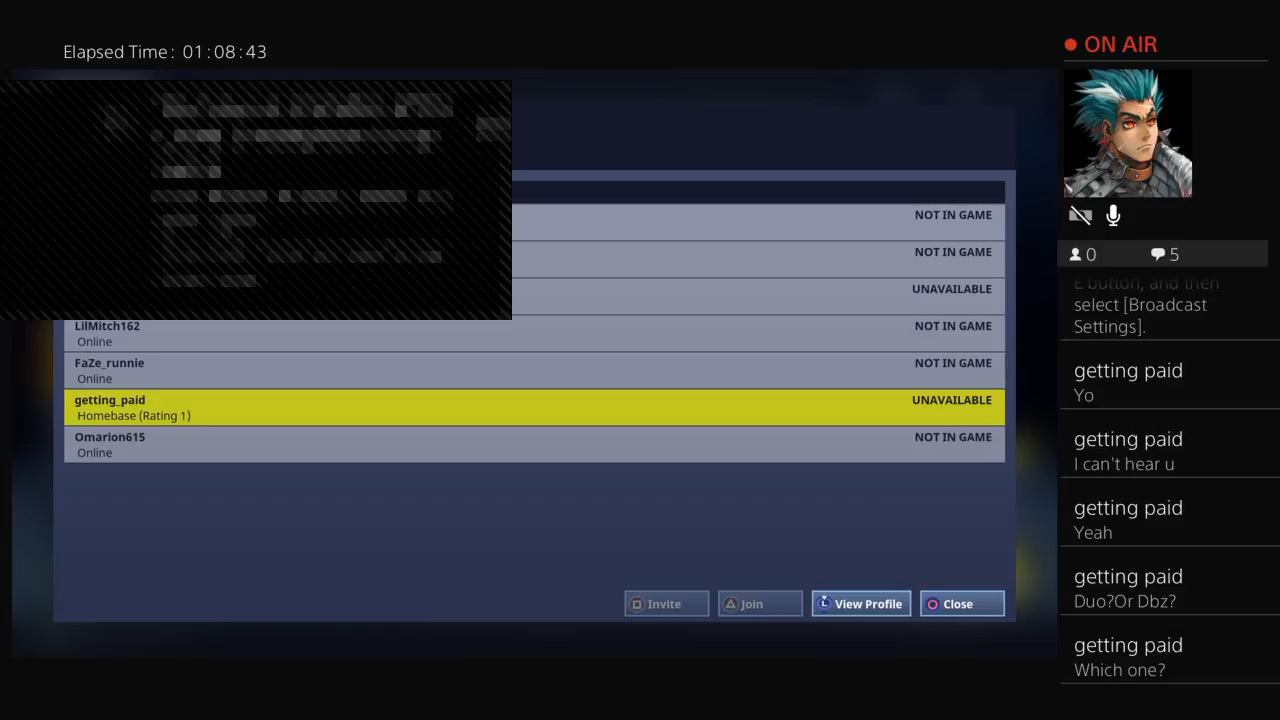 Elapsed Time: 01:08:43
ON AIR
0
5
NOT IN GAME
NOT IN GAME
UNAVAILABLE
LilMitch162
NOT IN GAME
Online
FaZe_runnie
NOT IN GAME
Online
getting_paid
UNAVAILABLE
Homebase (Rating 1)
Omarion615
NOT IN GAME
Online
Invite
Join
View Profile
Close
E button, and then
select [Broadcast
Settings].
getting paid
Yo
getting paid
I can't hear u
getting paid
Yeah
getting paid
Duo?Or Dbz?
getting paid
Which one?